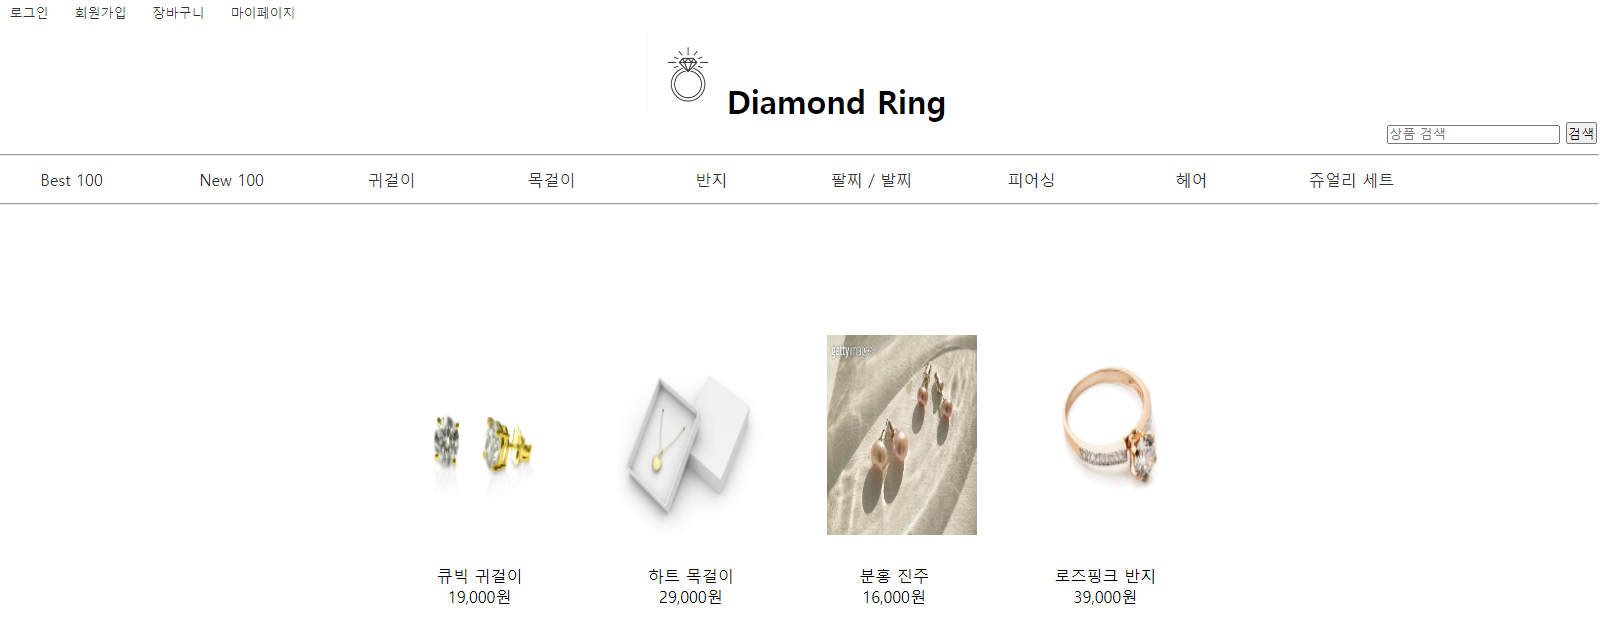 로그인 회원가입 장바구니 마이페이지
Diamond Ring
상품 검색 검색
Best 100 New 100 귀걸이 목걸이 반지 팔찌 / 발찌 피어싱 헤어 쥬얼리 세트
gettyimages
큐빅 귀걸이 하트 목걸이 분홍 진주 로즈핑크 반지
19,000원 29,000원 16,000원 39,000원